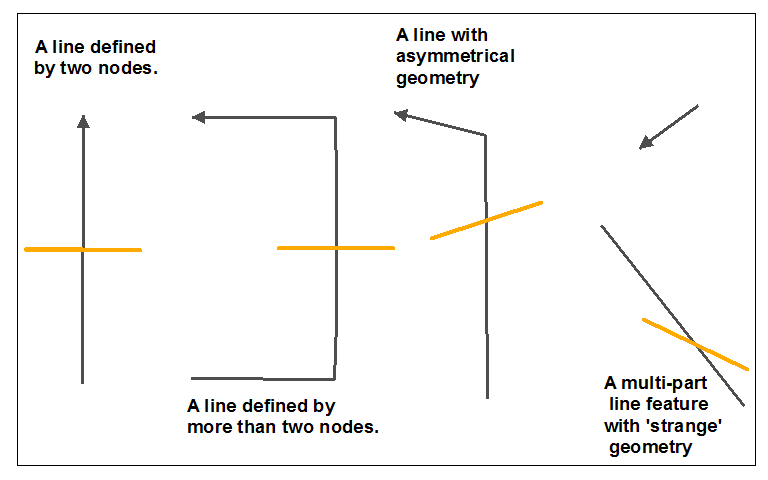 A line defined
by two nodes.
A line with
asymmetrical
geometry
A line defined by
more than two nodes.
A multi-part
line feature
with 'strange'
geometry